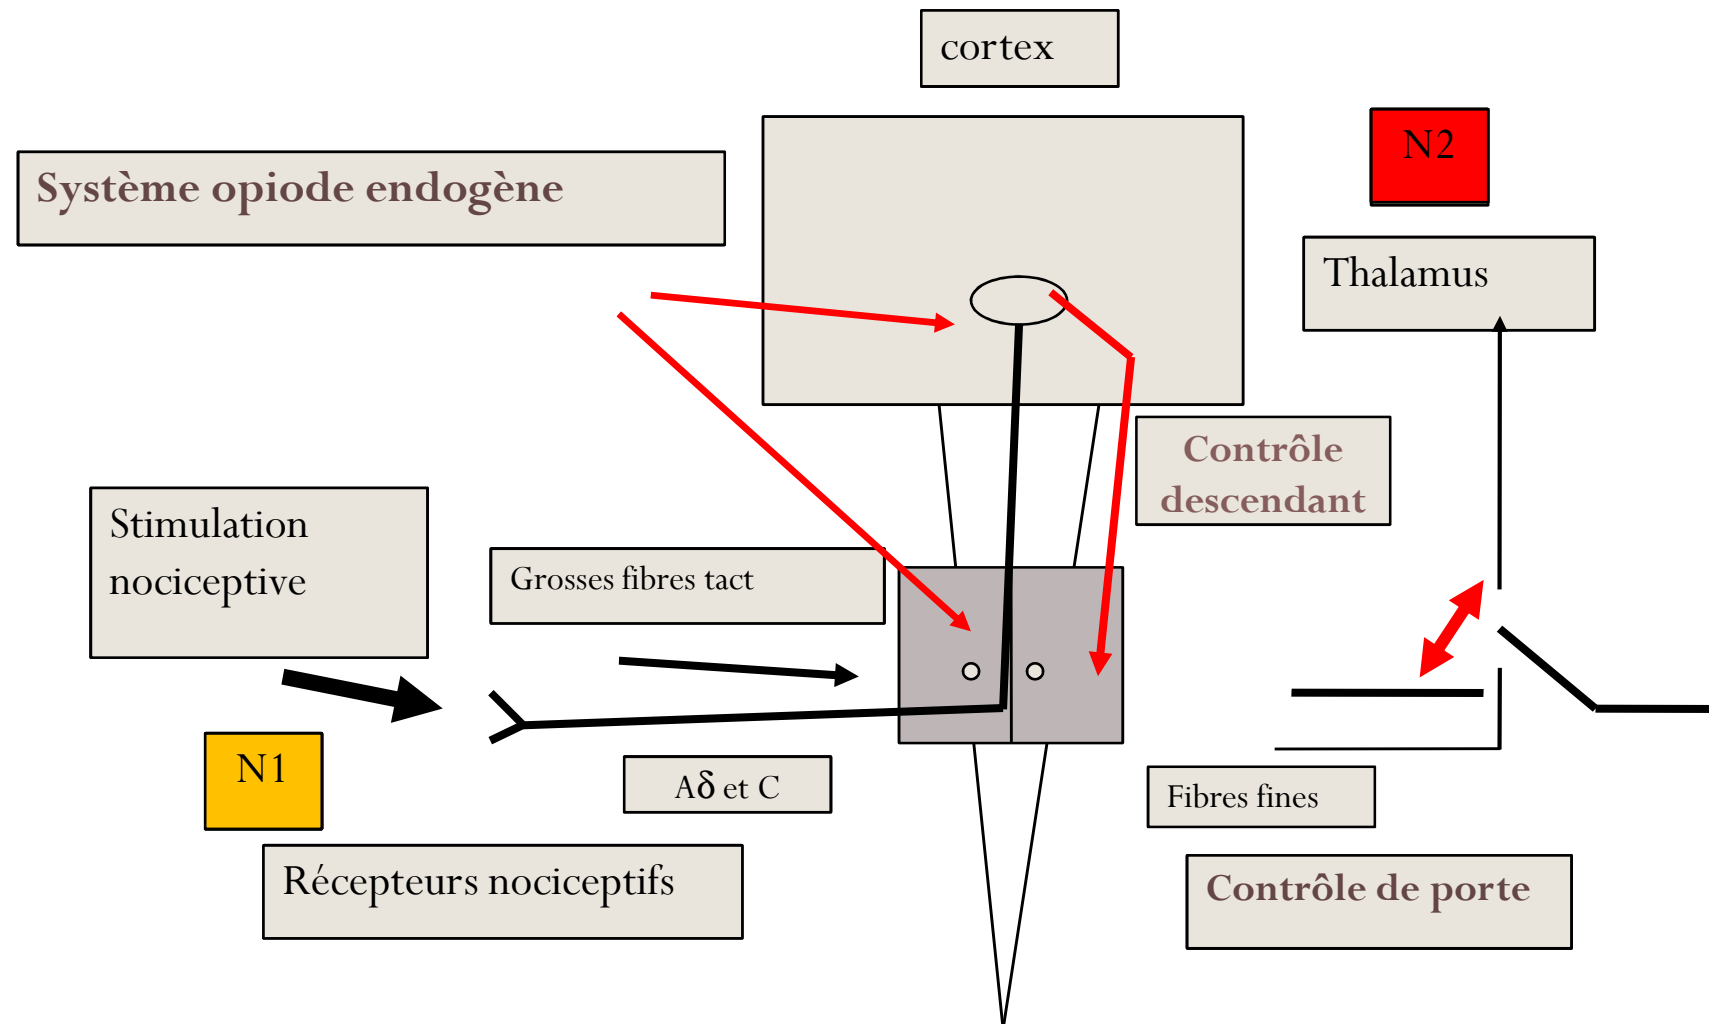 cortex
N2
Système opiode endogène
Thalamus
Contrôle
descendant
Stimulation
nociceptive
Grosses fibres tact
N1
Aδ et C
Fibres fines
Récepteurs nociceptifs
Contrôle de porte